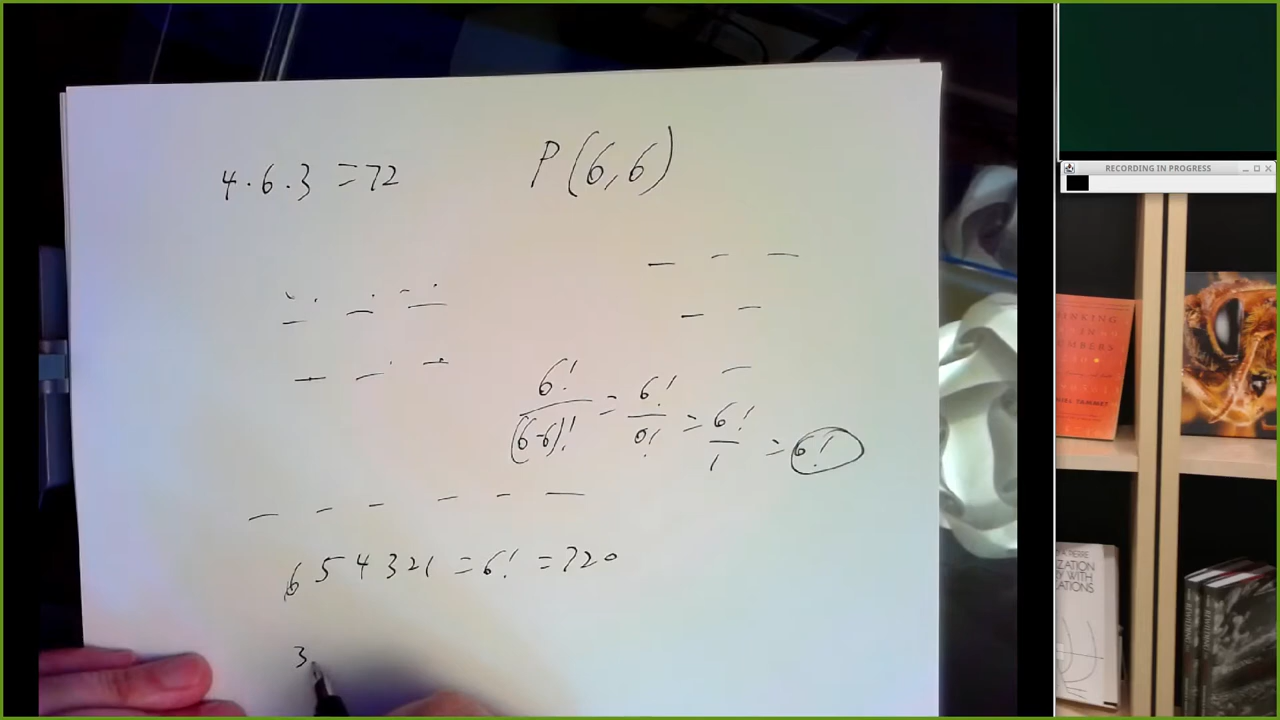 4·6·3 =72
P(6,6)
6!/(6-6)! = 6!/0! = 6!/1 = 6!
6 5 4 3 2 1 = 6! = 720
3
RECORDING IN PROGRESS